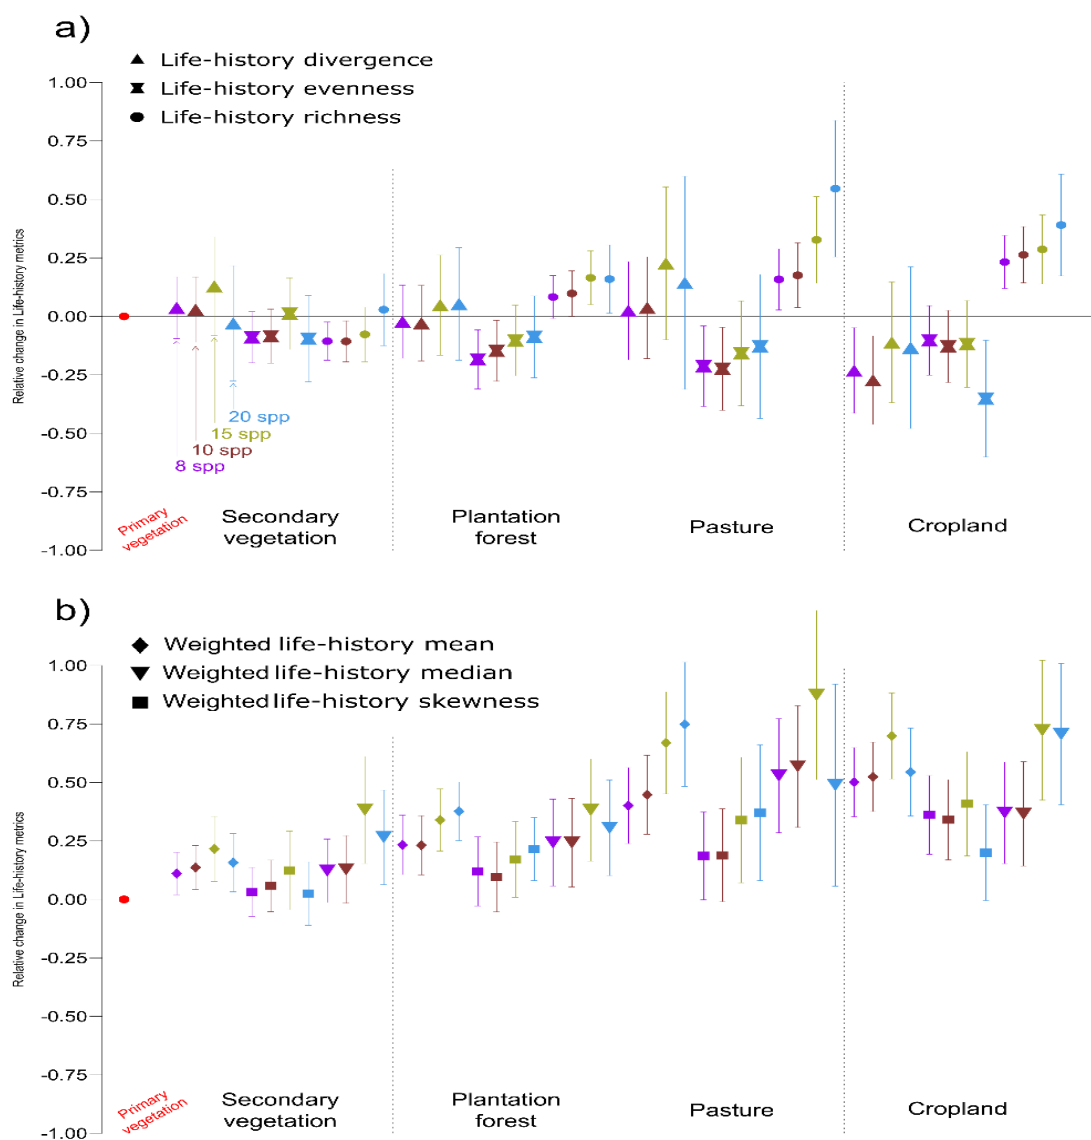 a)
Life-history divergence
Life-history evenness
Life-history richness
Relative change in Life-history metrics
1.00
0.75
0.50
0.25
0.00
-0.25
-0.50
-0.75
-1.00
20 spp
15 spp
10 spp
8 spp
Primary
vegetation
Secondary
vegetation
Plantation
forest
Pasture
Cropland
b)
Weighted life-history mean
Weighted life-history median
Weighted life-history skewness
Relative change in Life-history metrics
1.00
0.75
0.50
0.25
0.00
-0.25
-0.50
-0.75
-1.00
Primary
vegetation
Secondary
vegetation
Plantation
forest
Pasture
Cropland